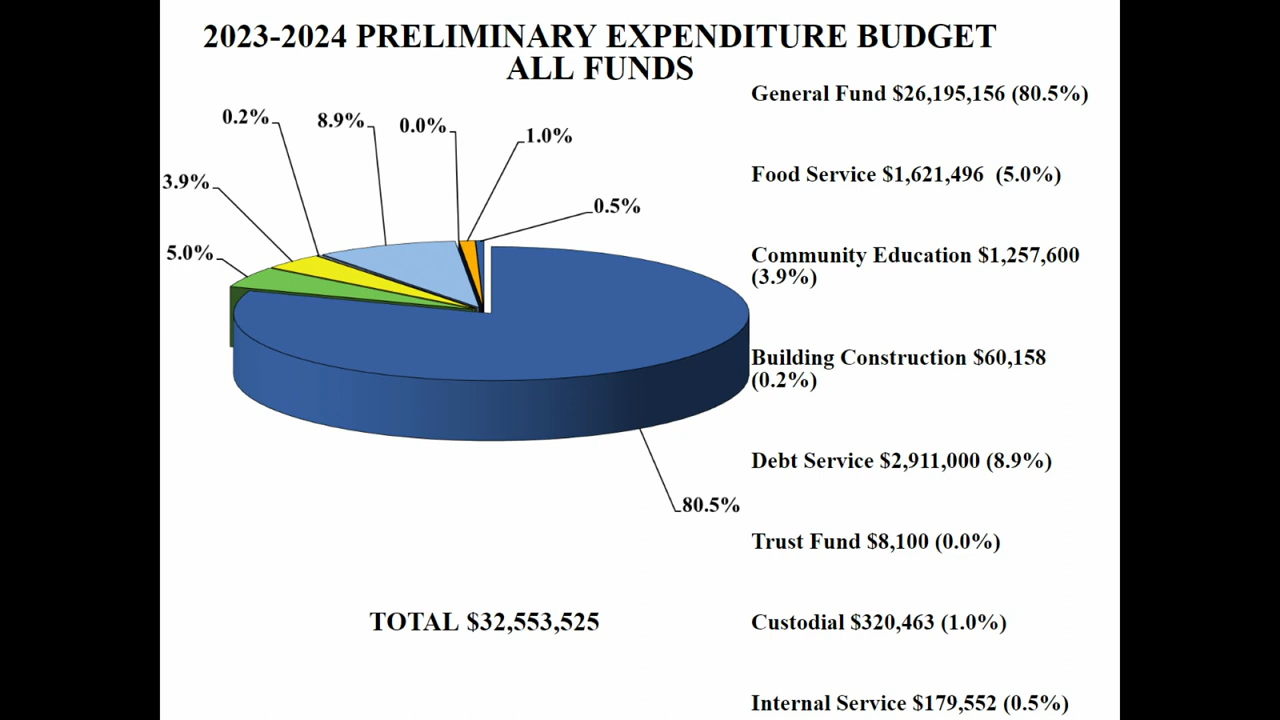 2023-2024 PRELIMINARY EXPENDITURE BUDGET
ALL FUNDS
General Fund $26,195,156 (80.5%)
0.2%
8.9%
0.0%
1.0%
Food Service $1,621,496  (5.0%)
3.9%
0.5%
5.0%
Community Education $1,257,600
(3.9%)
Building Construction $60,158
(0.2%)
Debt Service $2,911,000 (8.9%)
80.5%
Trust Fund $8,100 (0.0%)
TOTAL $32,553,525
Custodial $320,463 (1.0%)
Internal Service $179,552 (0.5%)